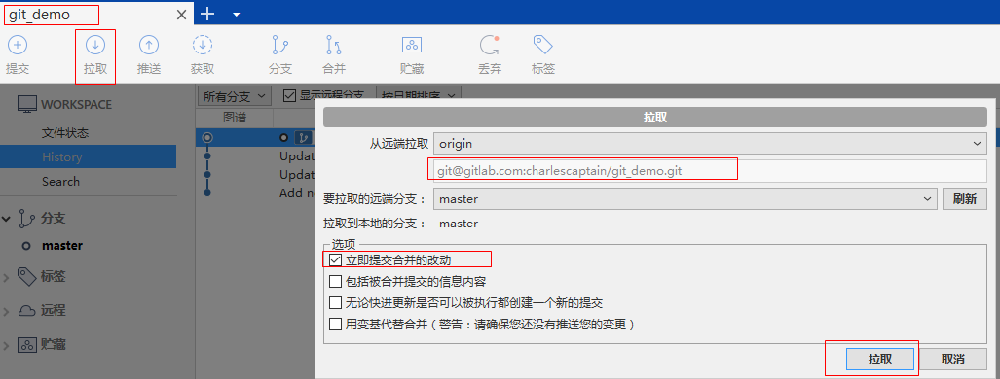 git_demo
提交
拉取
推送
获取
分支
合并
贮藏
丢弃
标签
WORKSPACE
文件状态
History
Search
分支
master
标签
远程
贮藏
所有分支
显示远程分支
按日期排序
图谱
Updat
Updat
Add n
拉取
从远端拉取
origin
git@gitlab.com:charlescaptain/git_demo.git
要拉取的远端分支：
master
刷新
拉取到本地的分支：
master
选项
立即提交合并的改动
包括被合并提交的信息内容
无论快进更新是否可以被执行都创建一个新的提交
用变基代替合并（警告：请确保您还没有推送您的变更）
拉取
取消